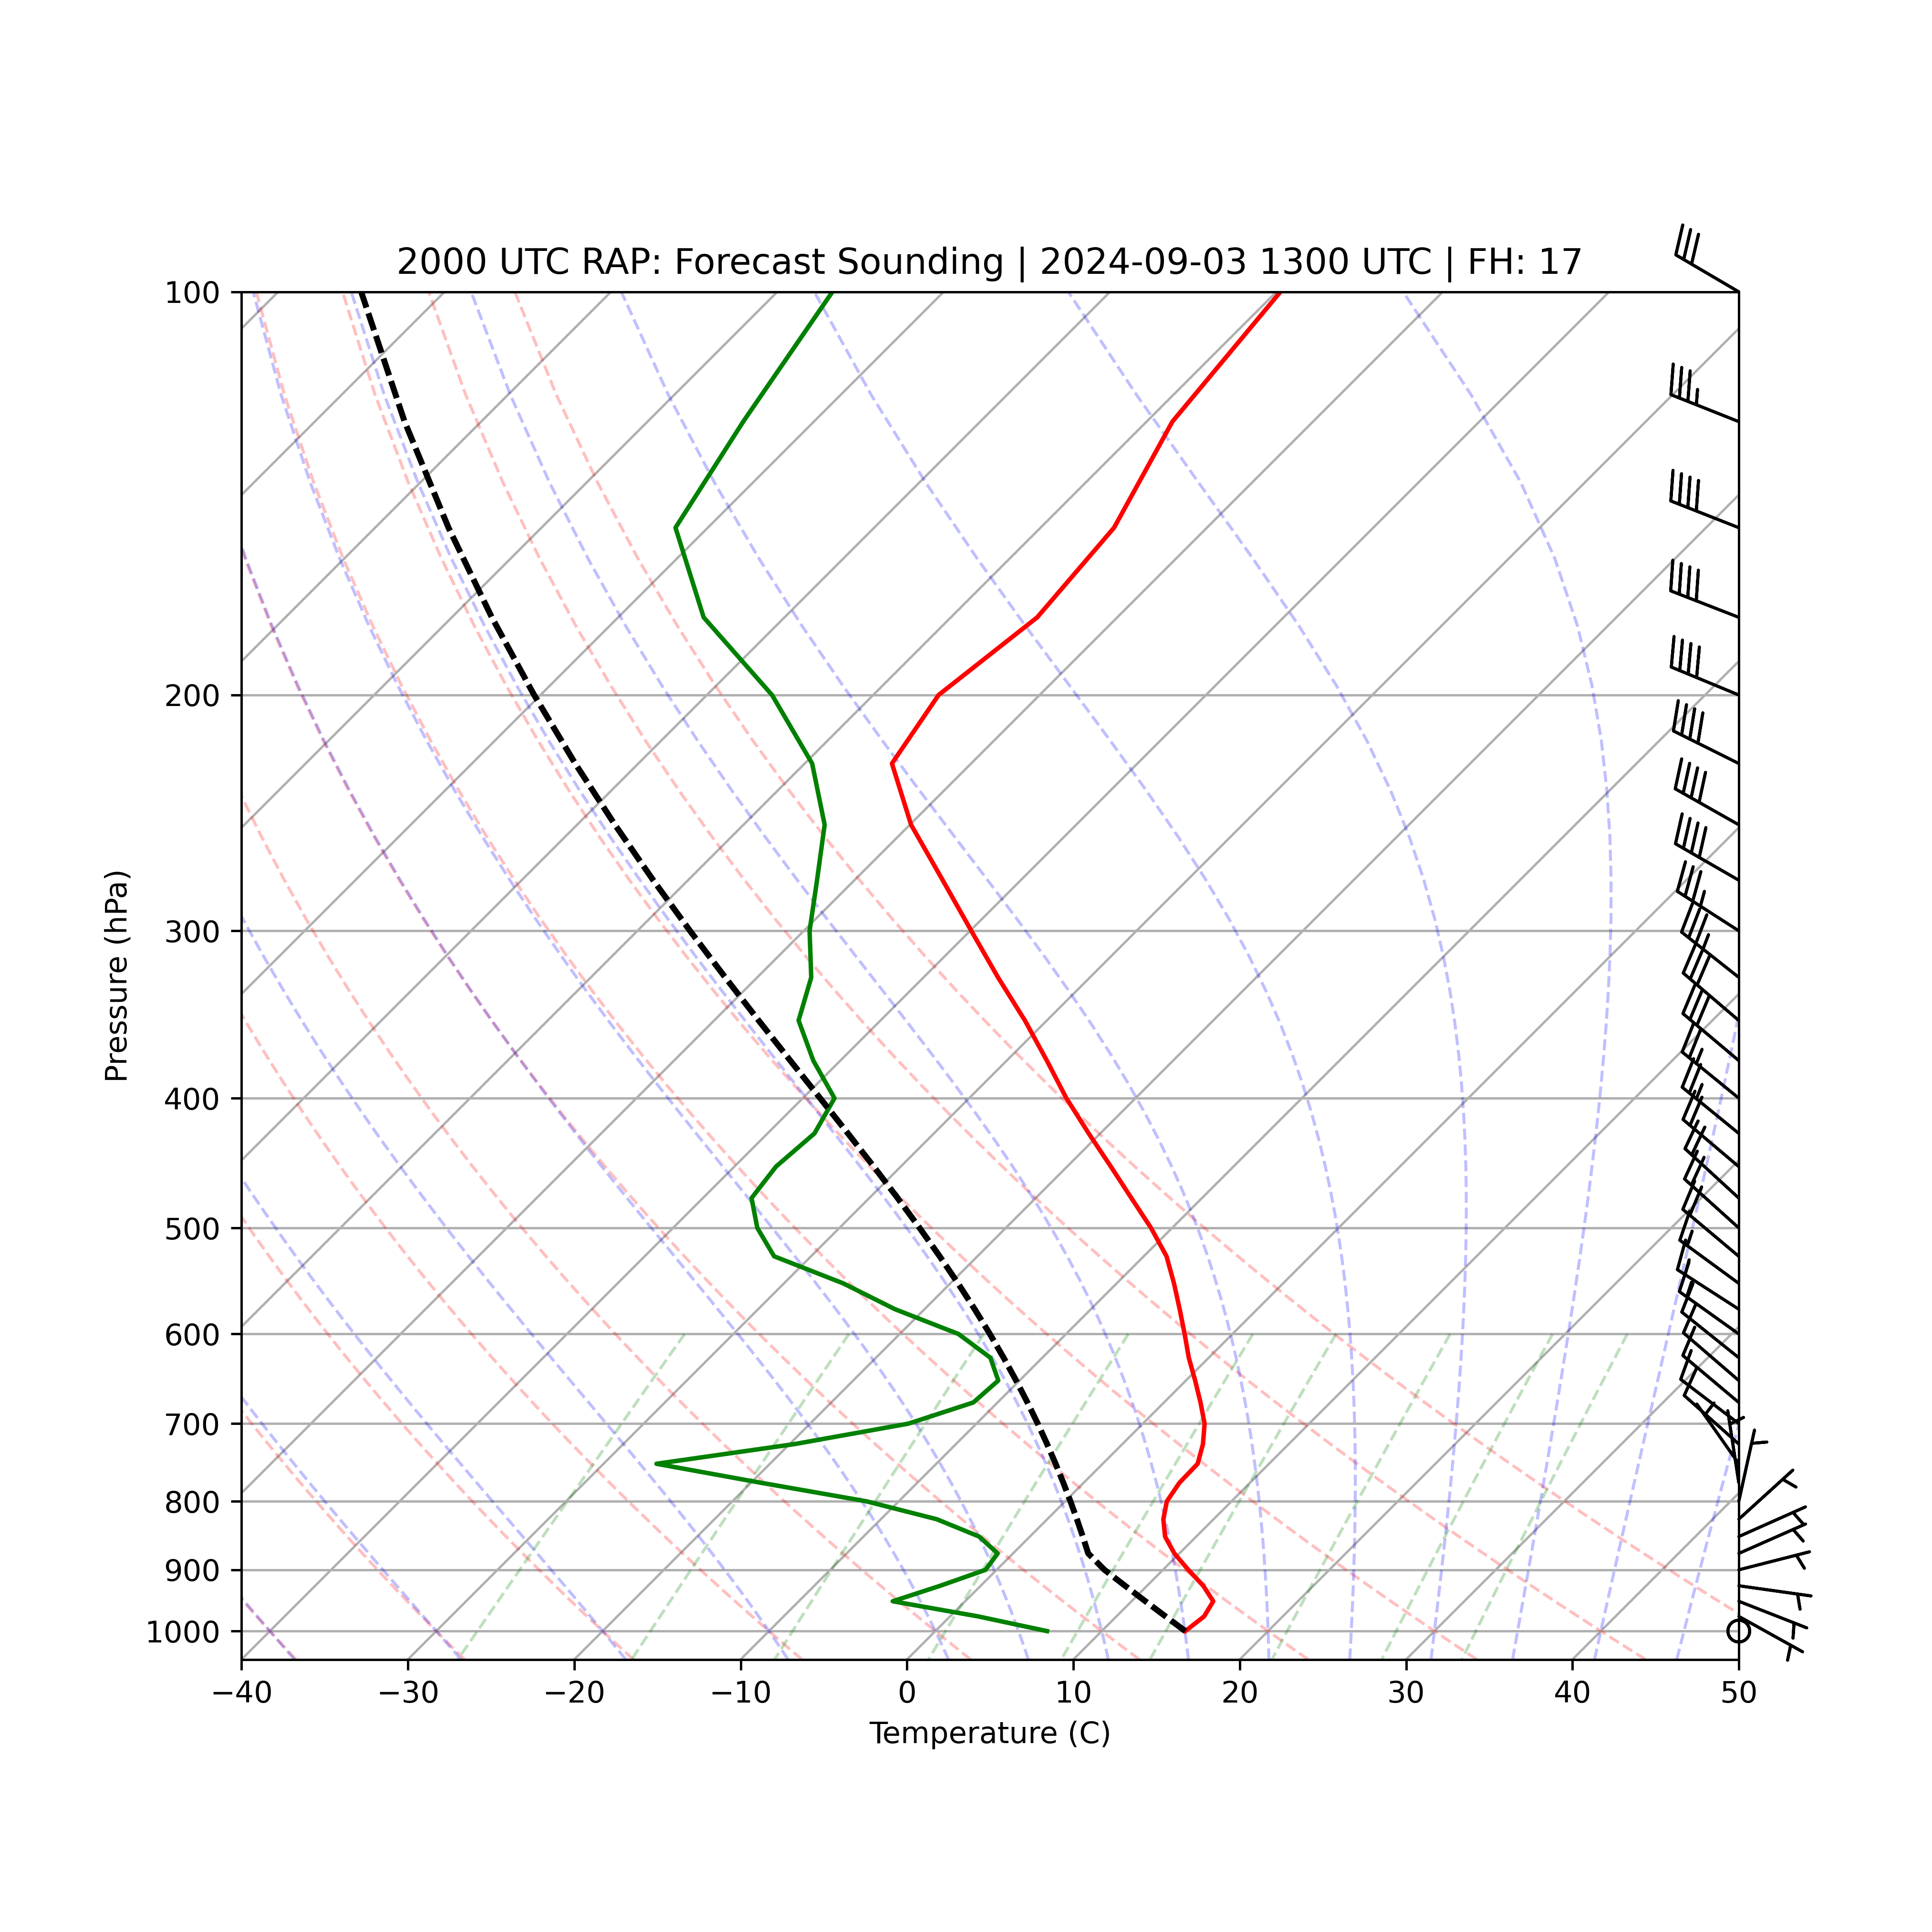 2000 UTC RAP: Forecast Sounding | 2024-09-03 1300 UTC | FH: 17
100
200
300
400
500
600
700
800
900
1000
Pressure (hPa)
−40 −30 −20 −10 0 10 20 30 40 50
Temperature (C)